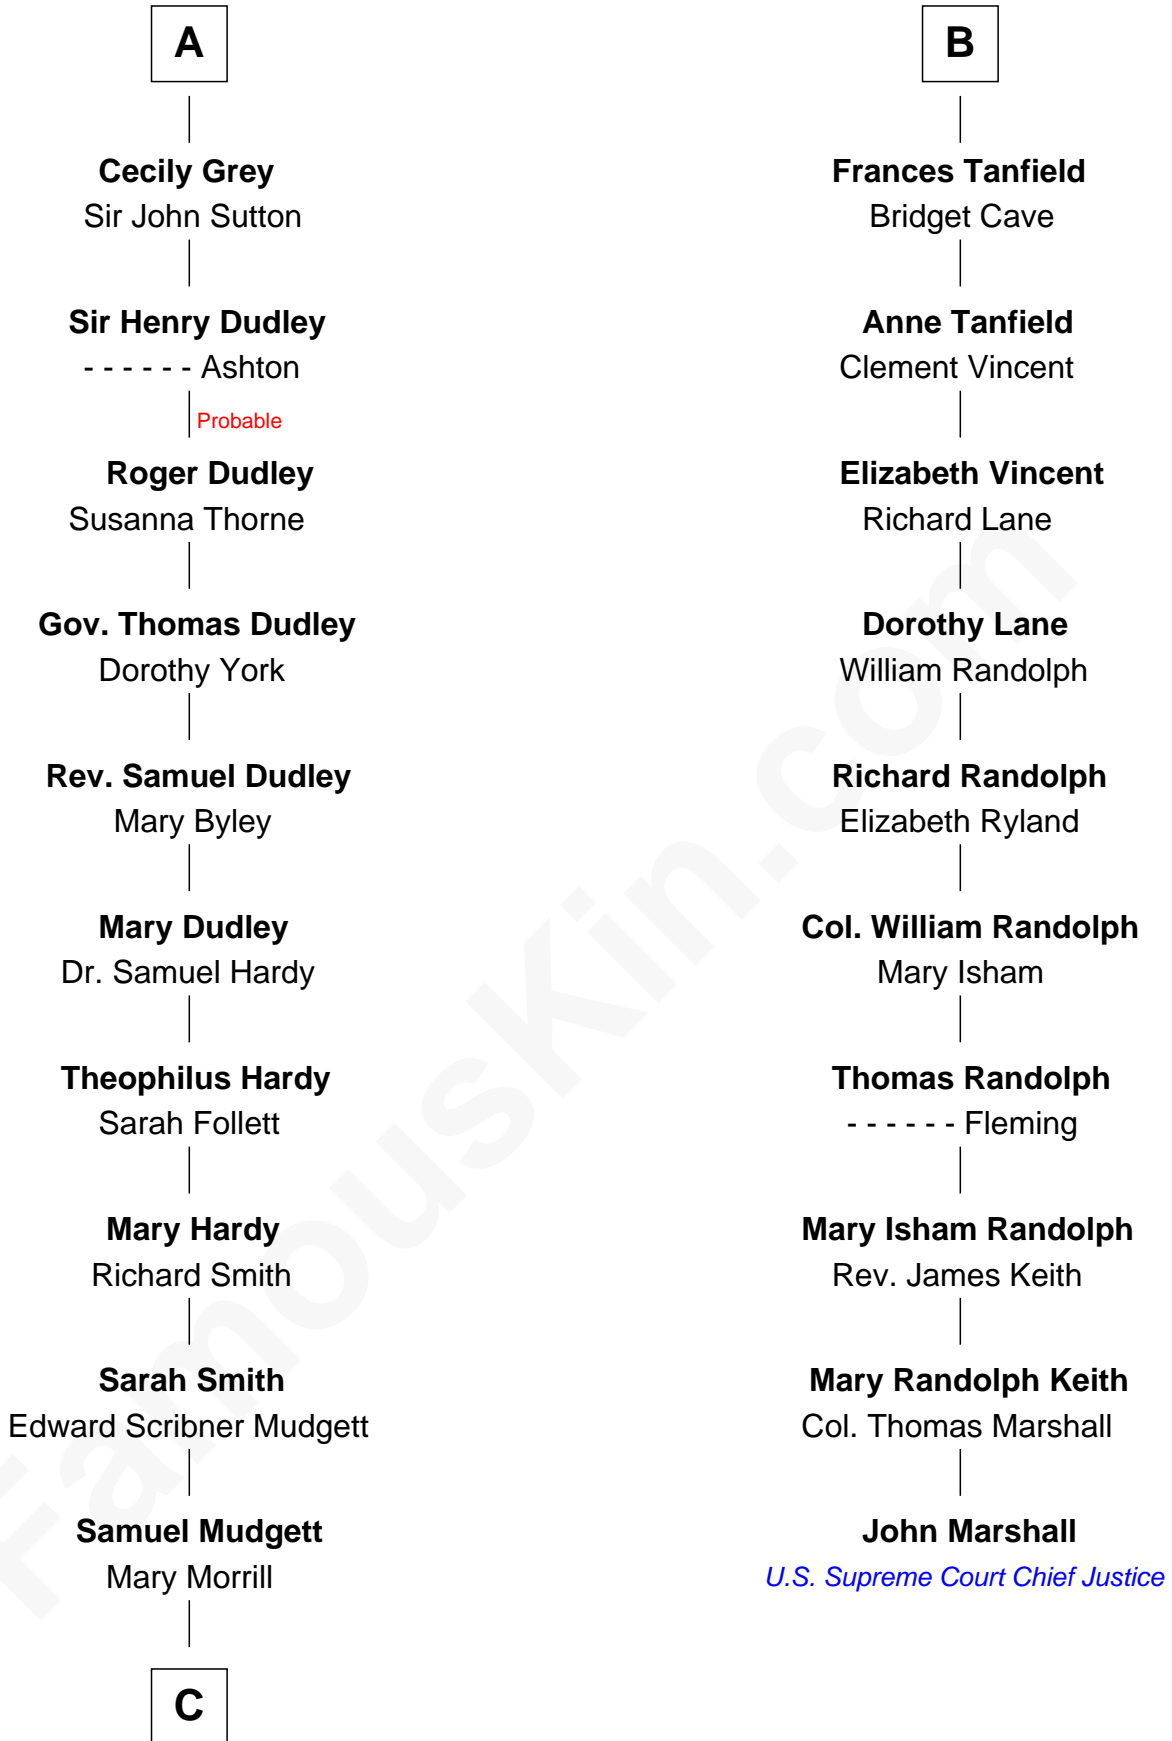 A
Cecily Grey
Sir John Sutton
Sir Henry Dudley
- - - - - - Ashton
Probable
Roger Dudley
Susanna Thorne
Gov. Thomas Dudley
Dorothy York
Rev. Samuel Dudley
Mary Byley
Mary Dudley
Dr. Samuel Hardy
Theophilus Hardy
Sarah Follett
Mary Hardy
Richard Smith
Sarah Smith
Edward Scribner Mudgett
Samuel Mudgett
Mary Morrill
C
B
Frances Tanfield
Bridget Cave
Anne Tanfield
Clement Vincent
Elizabeth Vincent
Richard Lane
Dorothy Lane
William Randolph
Richard Randolph
Elizabeth Ryland
Col. William Randolph
Mary Isham
Thomas Randolph
- - - - - - Fleming
Mary Isham Randolph
Rev. James Keith
Mary Randolph Keith
Col. Thomas Marshall
John Marshall
U.S. Supreme Court Chief Justice
FamousKin.com